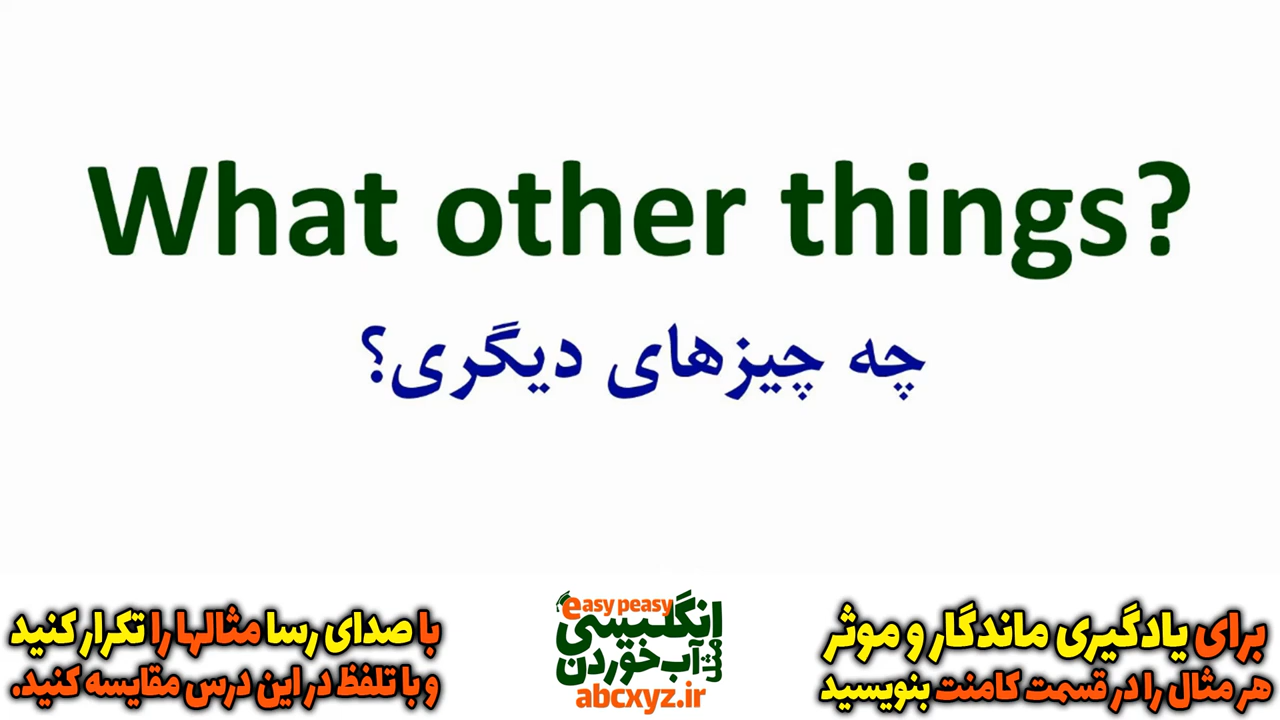 What other things?
چه چیزهای دیگری؟
برای یادگیری ماندگار و موثر
هر مثال را در قسمت کامنت بنویسید
easy peasy
انگلیسی
مثل آب خوردن
abcxyz.ir
با صدای رسا مثالها را تکرار کنید
و با تلفظ در این درس مقایسه کنید.